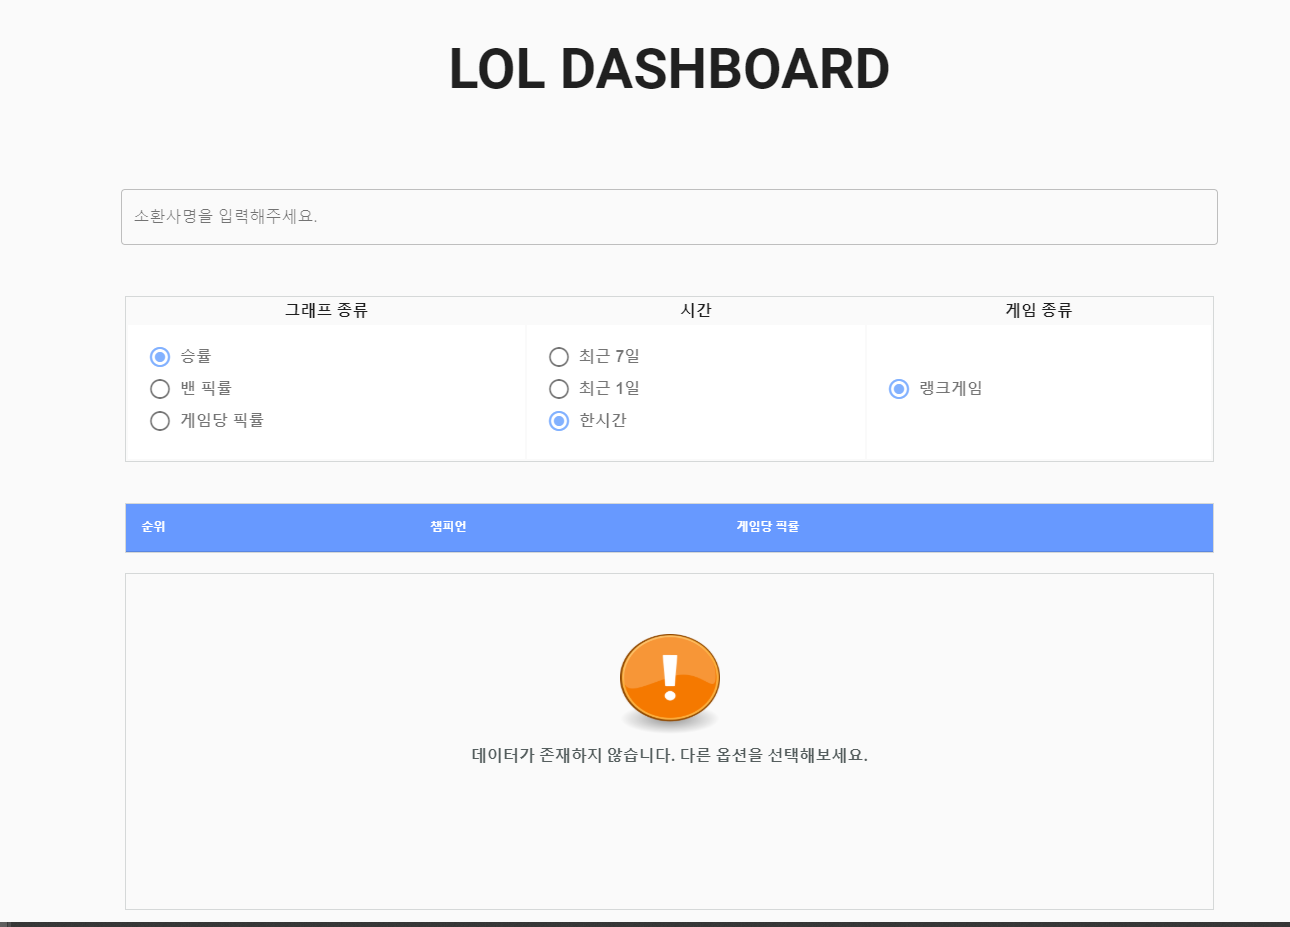 LOL DASHBOARD
소환사명을 입력해주세요.
그래프 종류 시간 게임 종류
승률 최근 7일
밴 픽률 최근 1일 랭크게임
게임당 픽률 한시간
순위 챔피언 게임당 픽률
데이터가 존재하지 않습니다. 다른 옵션을 선택해보세요.